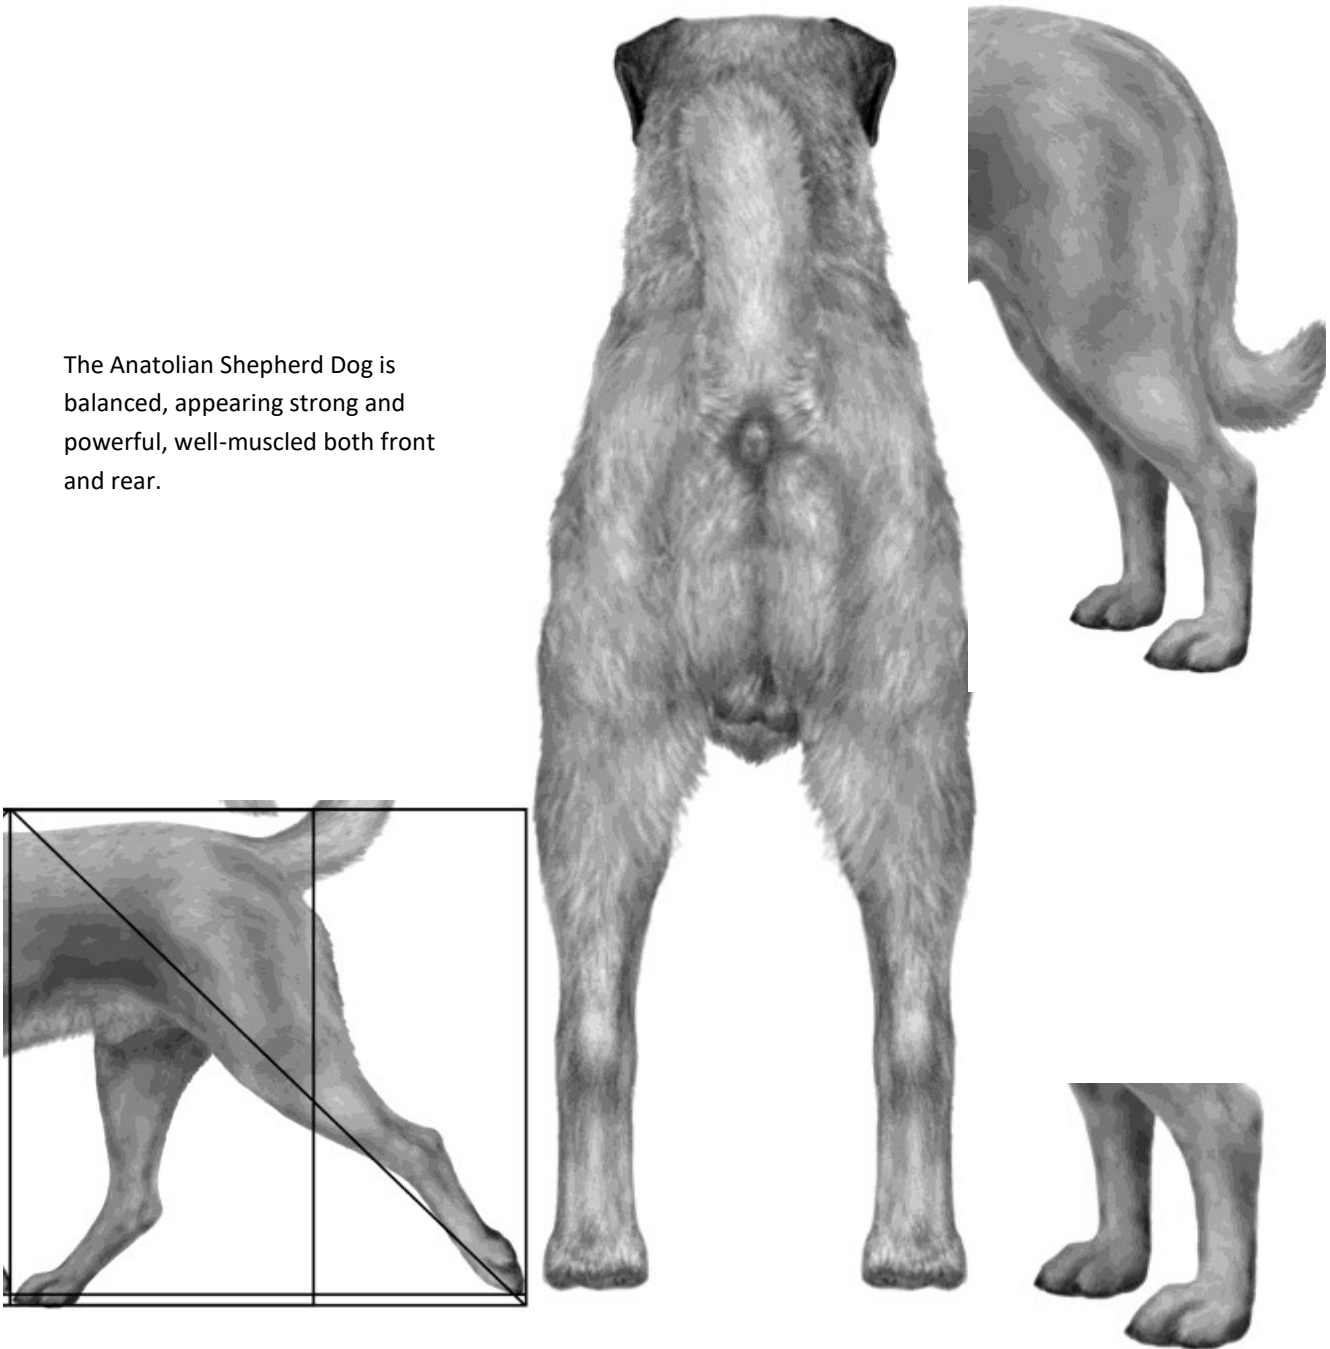 The Anatolian Shepherd Dog is
balanced, appearing strong and
powerful, well-muscled both front
and rear.